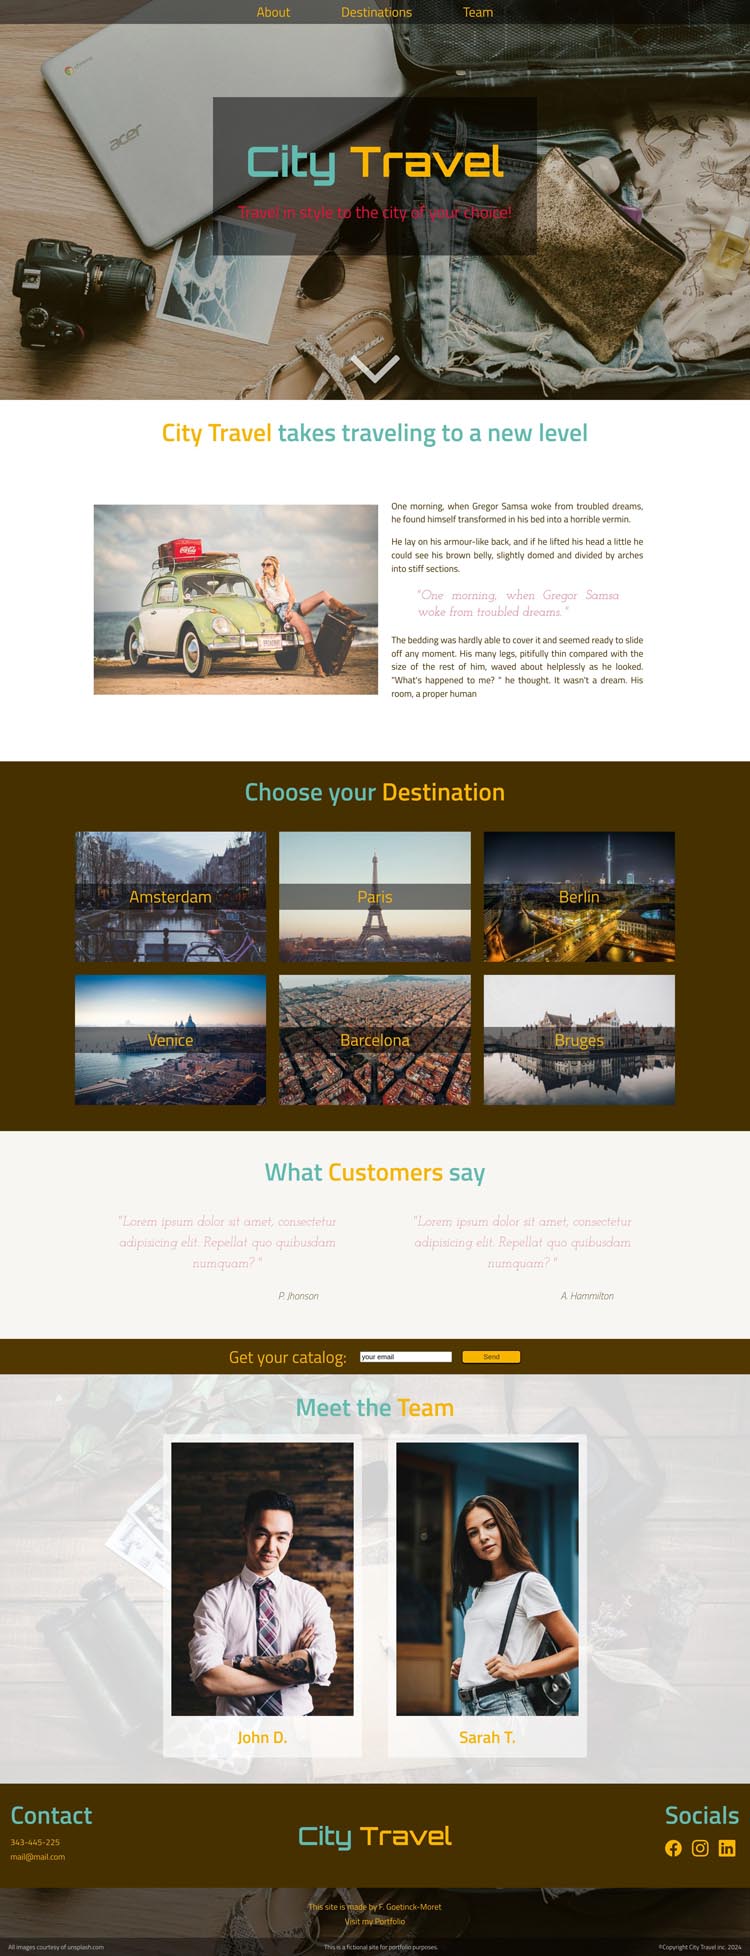 About Destinations Team
acer
City Travel
Travel in style to the city of your choice!
City Travel takes traveling to a new level
One morning, when Gregor Samsa woke from troubled dreams,
he found himself transformed in his bed into a horrible vermin.
He lay on his armour-like back, and if he lifted his head a little he
could see his brown belly, slightly domed and divided by arches
into stiff sections.
"One morning, when Gregor Samsa
woke from troubled dreams."
The bedding was hardly able to cover it and seemed ready to slide
off any moment. His many legs, pitifully thin compared with the
size of the rest of him, waved about helplessly as he looked.
"What's happened to me? " he thought. It wasn't a dream. His
room, a proper human
Choose your Destination
Amsterdam
Paris
Berlin
Venice
Barcelona
Bruges
What Customers say
"Lorem ipsum dolor sit amet, consectetur
adipisicing elit. Repellat quo quibusdam
numquam? "
P. Jhonson
"Lorem ipsum dolor sit amet, consectetur
adipisicing elit. Repellat quo quibusdam
numquam? "
A. Hammilton
Get your catalog: your email Send
Meet the Team
John D.
Sarah T.
Contact
343-445-225
mail@mail.com
City Travel
Socials
This site is made by F. Goetinck-Moret
Visit my Portfolio
All images courtesy of unsplash.com
This is a fictional site for portfolio purposes.
©Copyright City Travel inc. 2024